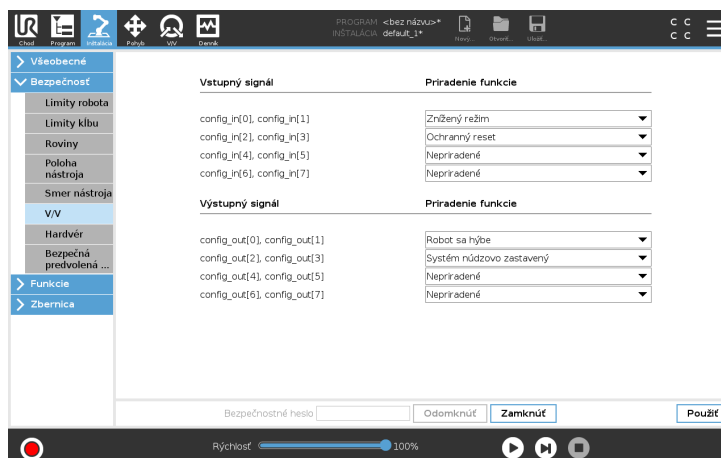 UR
Chod Program Inštalácia Pohyb V/V Denník
PROGRAM <bez názvu>*
INŠTALÁCIA default_1*
Nový... Otvoriť... Uložiť...
C C
C C
Všeobecné
Bezpečnosť
Limity robota
Limity kĺbu
Roviny
Poloha
nástroja
Smer nástroja
V/V
Hardvér
Bezpečná
predvolená ...
Funkcie
Zbernica
Vstupný signál Priradenie funkcie
config_in[0], config_in[1] Znížený režim
config_in[2], config_in[3] Ochranný reset
config_in[4], config_in[5] Nepriradené
config_in[6], config_in[7] Nepriradené
Výstupný signál Priradenie funkcie
config_out[0], config_out[1] Robot sa hýbe
config_out[2], config_out[3] Systém núdzovo zastavený
config_out[4], config_out[5] Nepriradené
config_out[6], config_out[7] Nepriradené
Bezpečnostné heslo Odomknúť Zamknúť Použiť
Rýchlosť 100%